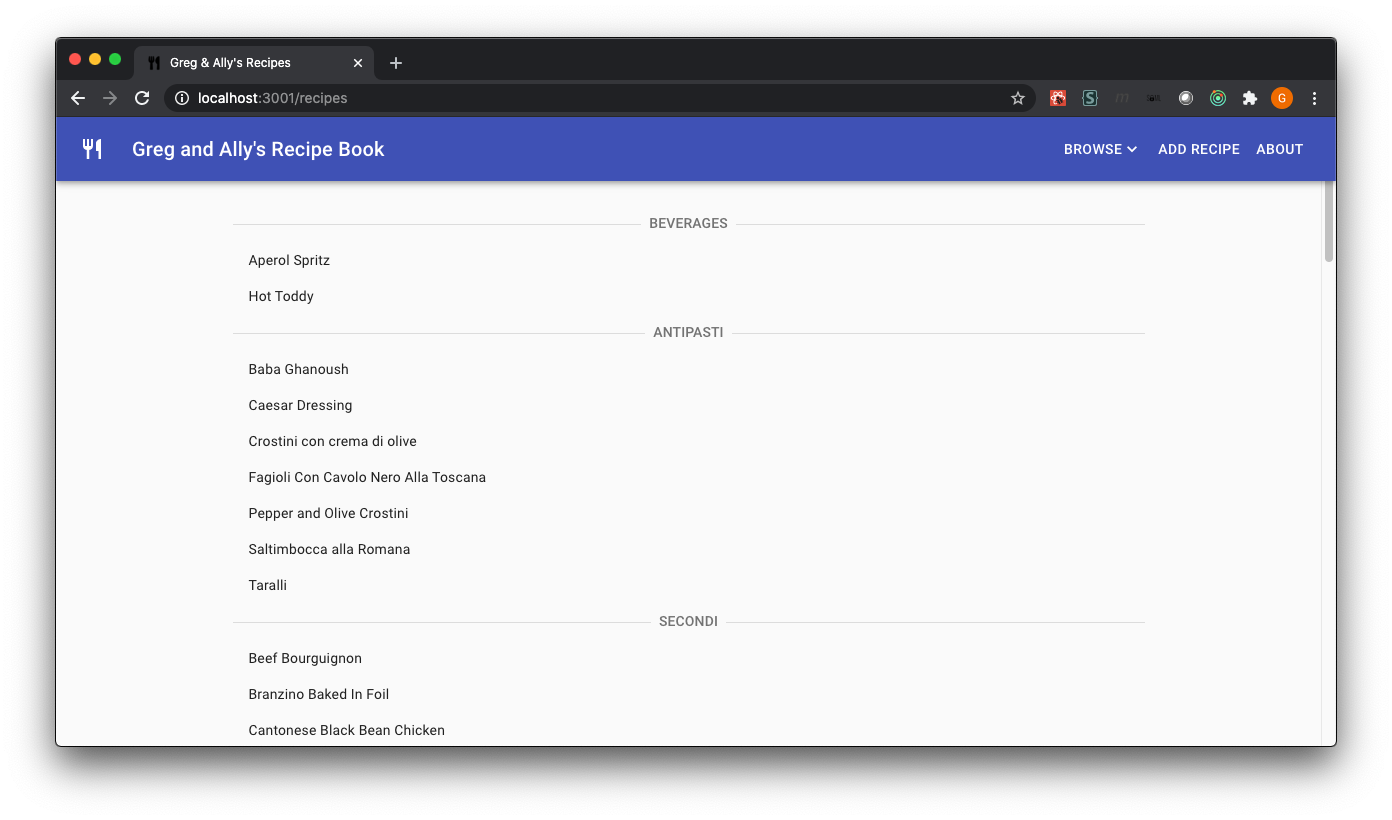 Greg & Ally's Recipes
localhost:3001/recipes
G
Greg and Ally's Recipe Book
BROWSE
ADD RECIPE
ABOUT
BEVERAGES
Aperol Spritz
Hot Toddy
ANTIPASTI
Baba Ghanoush
Caesar Dressing
Crostini con crema di olive
Fagioli Con Cavolo Nero Alla Toscana
Pepper and Olive Crostini
Saltimbocca alla Romana
Taralli
SECONDI
Beef Bourguignon
Branzino Baked In Foil
Cantonese Black Bean Chicken